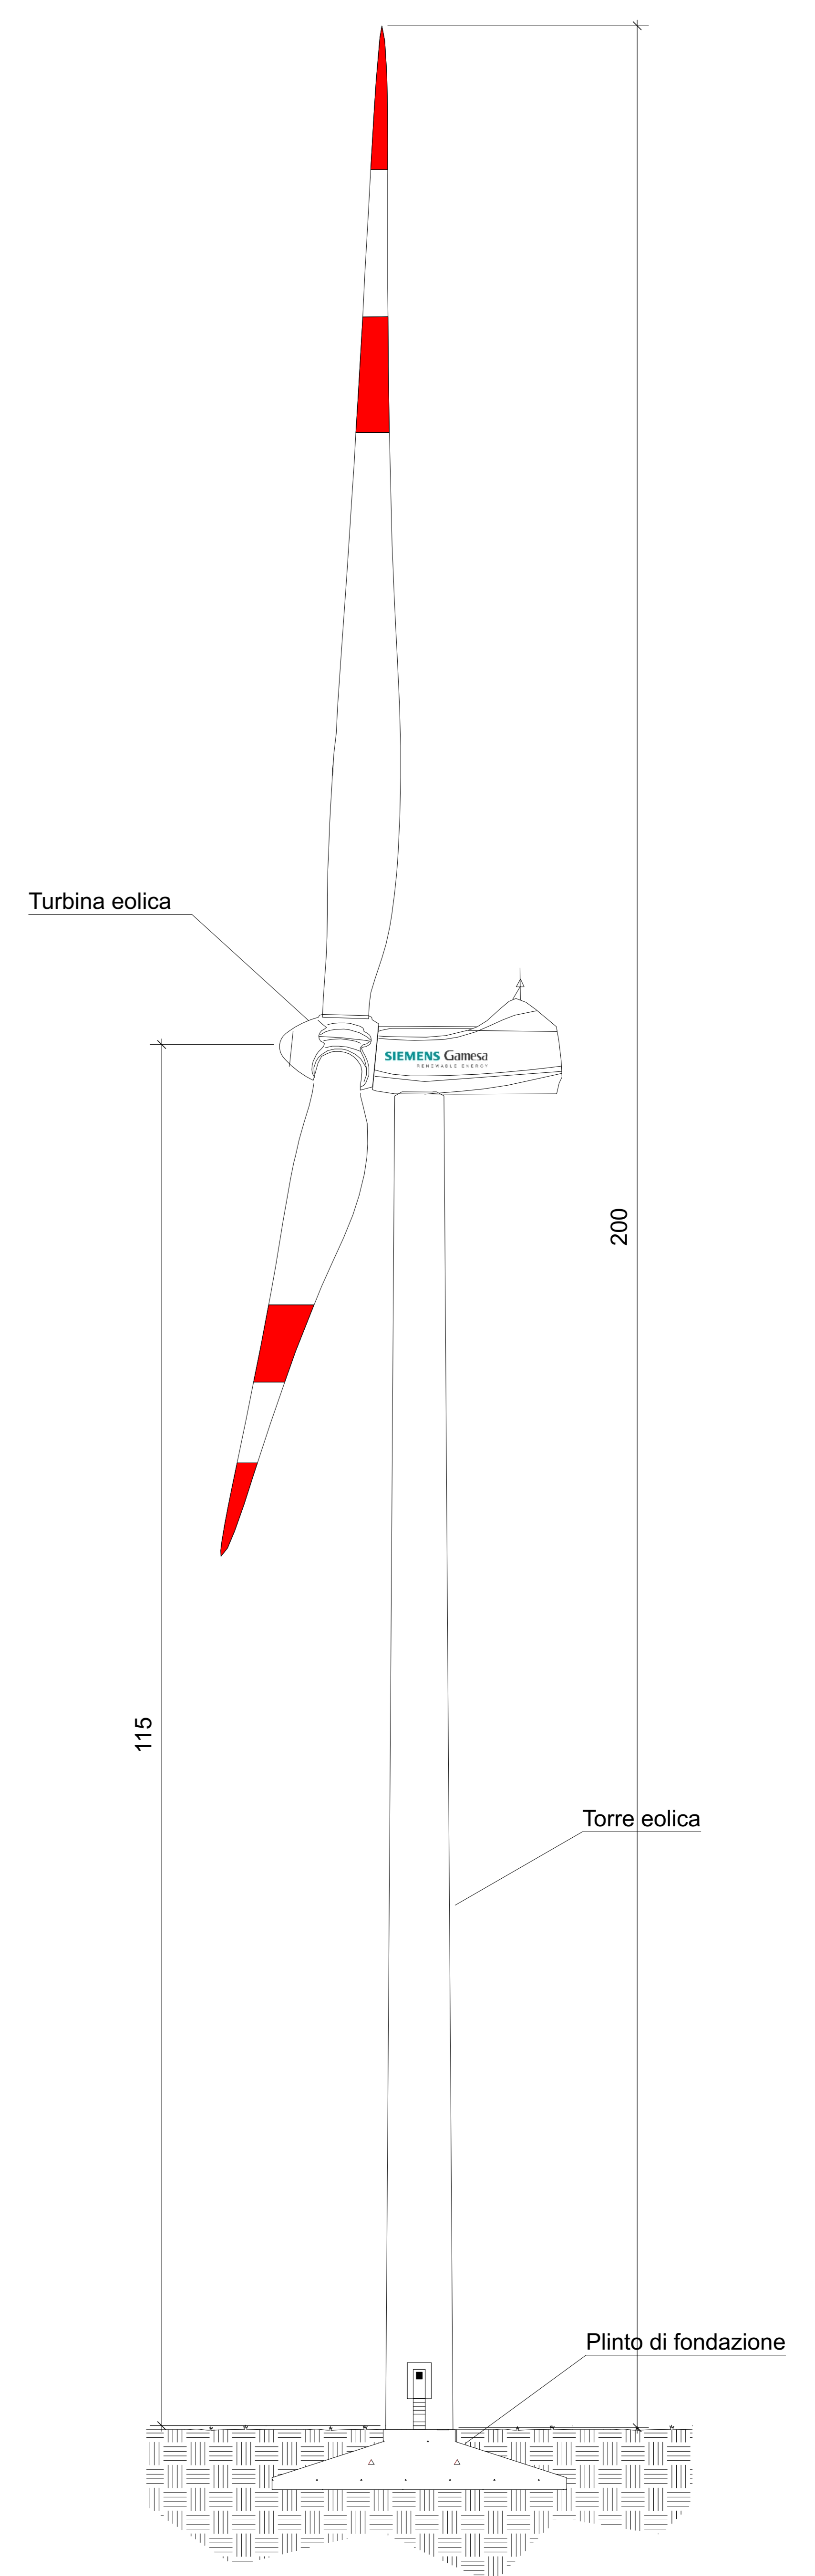 Turbina eolica
SIEMENS Gamesa
RENEWABLE ENERGY
200
115
Torre eolica
Plinto di fondazione